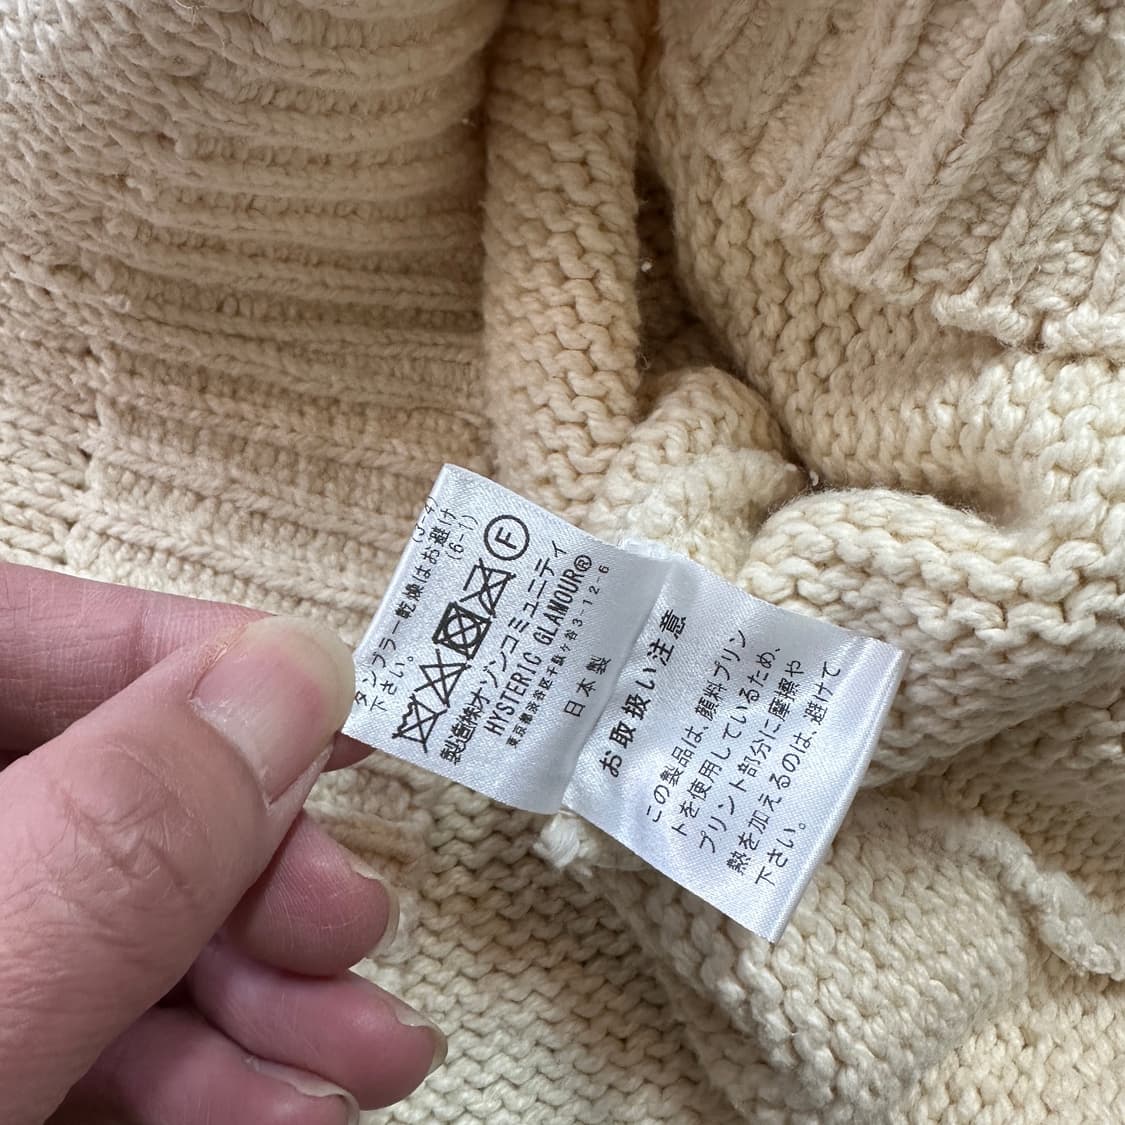 タンブラー乾燥はお避け
下さい。
(6-1)
F
製造㈱オゾンコミュニティ
HYSTERIC GLAMOUR®
東京都渋谷区千駄ヶ谷3-12-6
日本製
お取扱い注意
この製品は、顔料プリン
トを使用しているため、
プリント部分に摩擦や
熱を加えるのは、避けて
下さい。